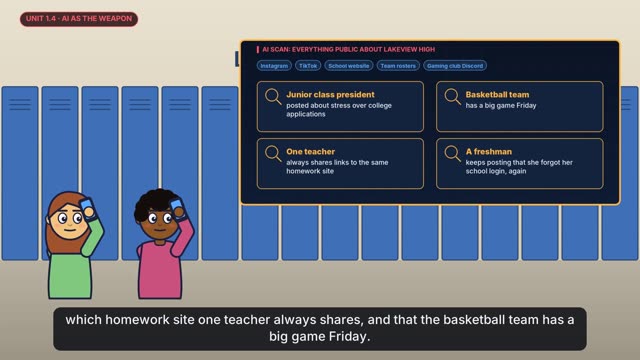 UNIT 1.4 · AI AS THE WEAPON
AI SCAN: EVERYTHING PUBLIC ABOUT LAKEVIEW HIGH
Instagram
TikTok
School website
Team rosters
Gaming club Discord
Junior class president
posted about stress over college
applications
Basketball team
has a big game Friday
One teacher
always shares links to the same
homework site
A freshman
keeps posting that she forgot her
school login, again
which homework site one teacher always shares, and that the basketball team has a
big game Friday.